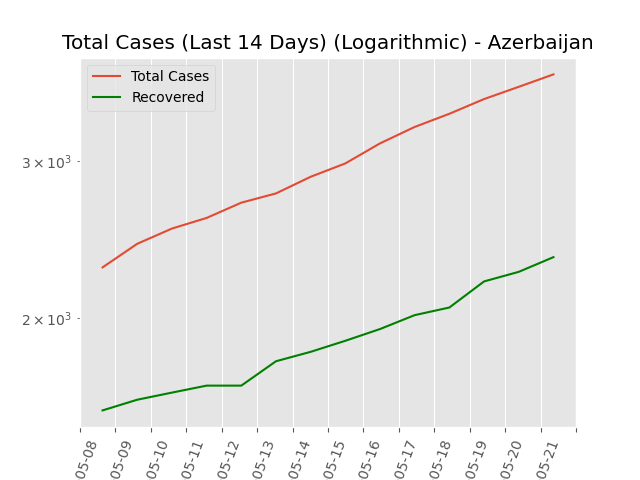 Total Cases (Last 14 Days) (Logarithmic) - Azerbaijan
Total Cases
Recovered
3 × 10³
2 × 10³
05-08
05-09
05-10
05-11
05-12
05-13
05-14
05-15
05-16
05-17
05-18
05-19
05-20
05-21